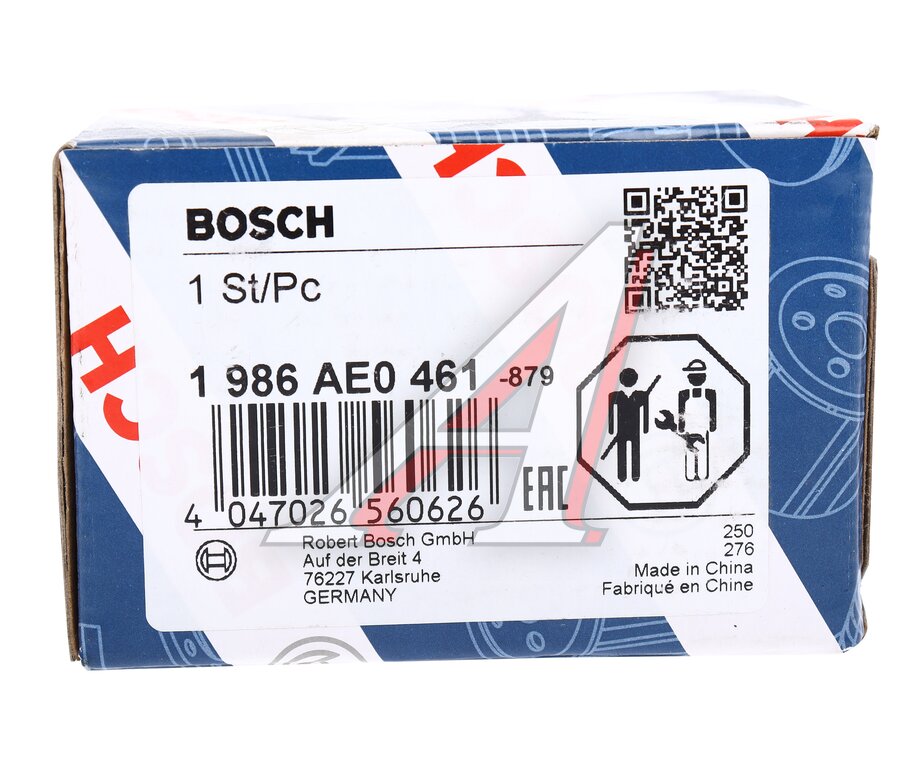 BOSCH
1 St/Pc
1 986 AE0 461 -879
4 047026 560626
EAC
Robert Bosch GmbH
Auf der Breit 4
76227 Karlsruhe
GERMANY
250
276
Made in China
Fabriqué en Chine